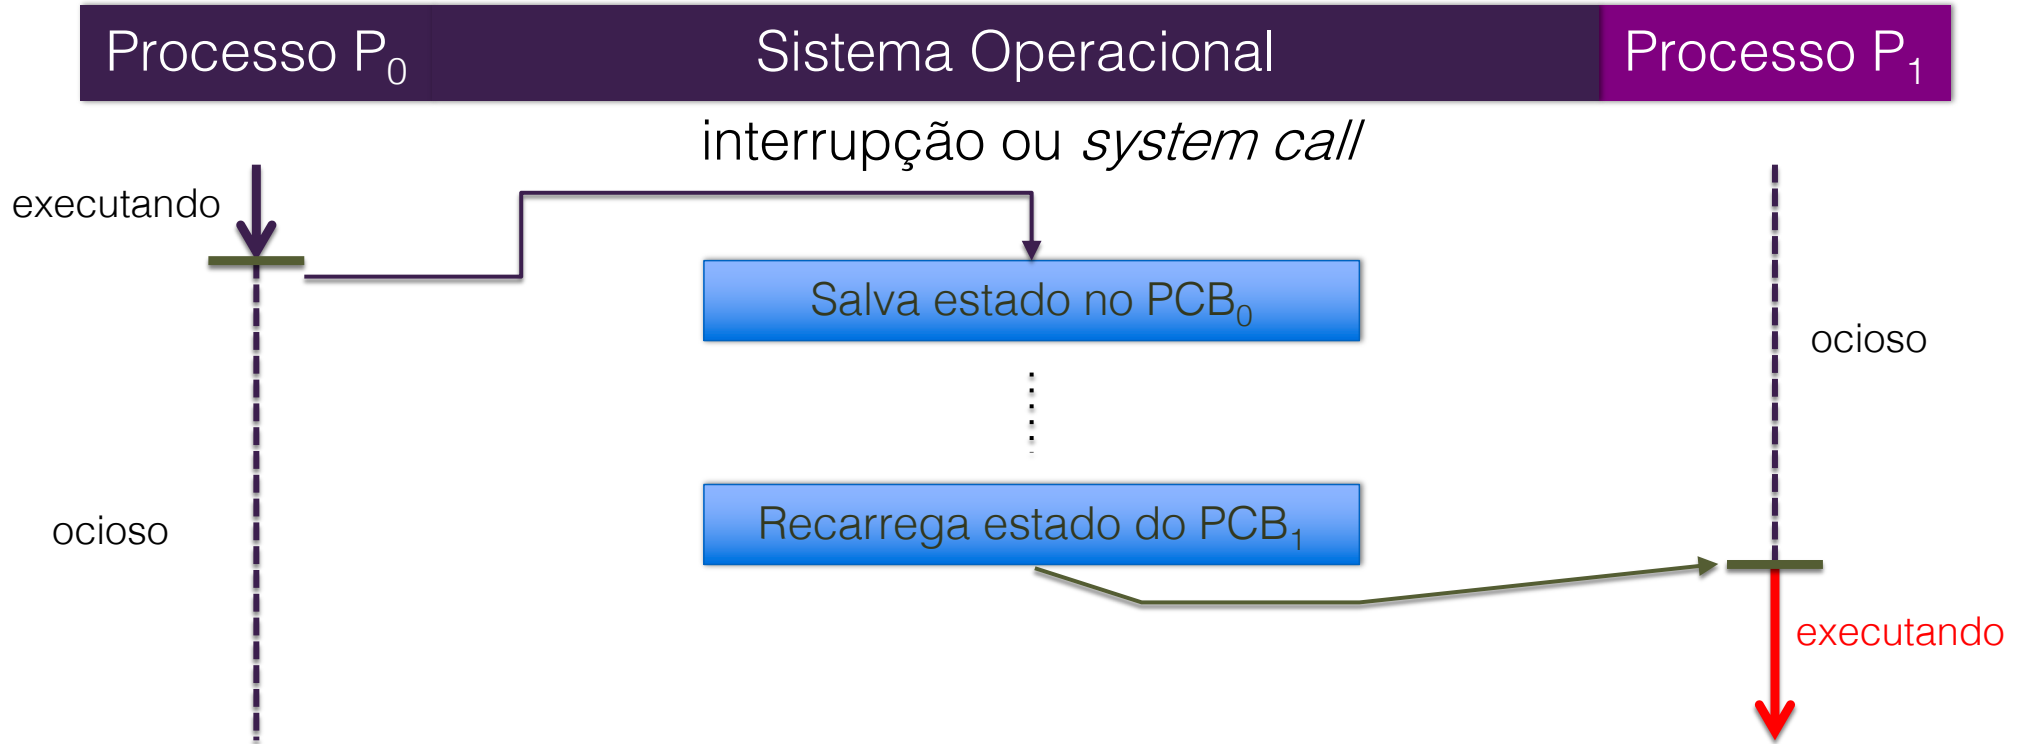 Processo P₀ Sistema Operacional Processo P₁
interrupção ou system call
executando
Salva estado no PCB₀
ocioso
Recarrega estado do PCB₁
ocioso
executando